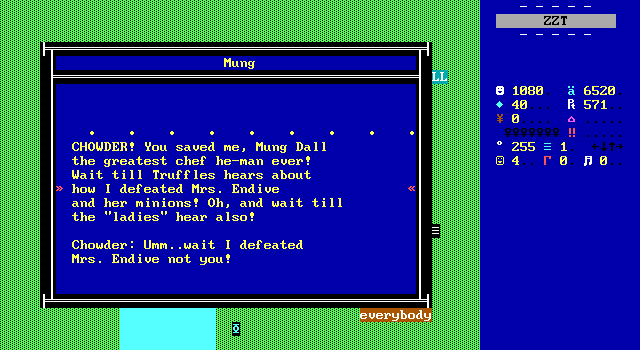 ZZT
Mung
LL
CHOWDER! You saved me, Mung Dall
the greatest chef he-man ever!
Wait till Truffles hears about
» how I defeated Mrs. Endive «
and her minions! Oh, and wait till
the "ladies" hear also!
Chowder: Umm..wait I defeated
Mrs. Endive not you!
everybody
1080 ä 6520
♦ 40 571
¥ 0
° 255 ≡ 1 ←↓↑→
4 0 0